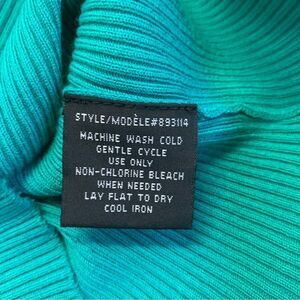 STYLE/MODÈLE#893114
MACHINE WASH COLD
GENTLE CYCLE
USE ONLY
NON-CHLORINE BLEACH
WHEN NEEDED
LAY FLAT TO DRY
COOL IRON